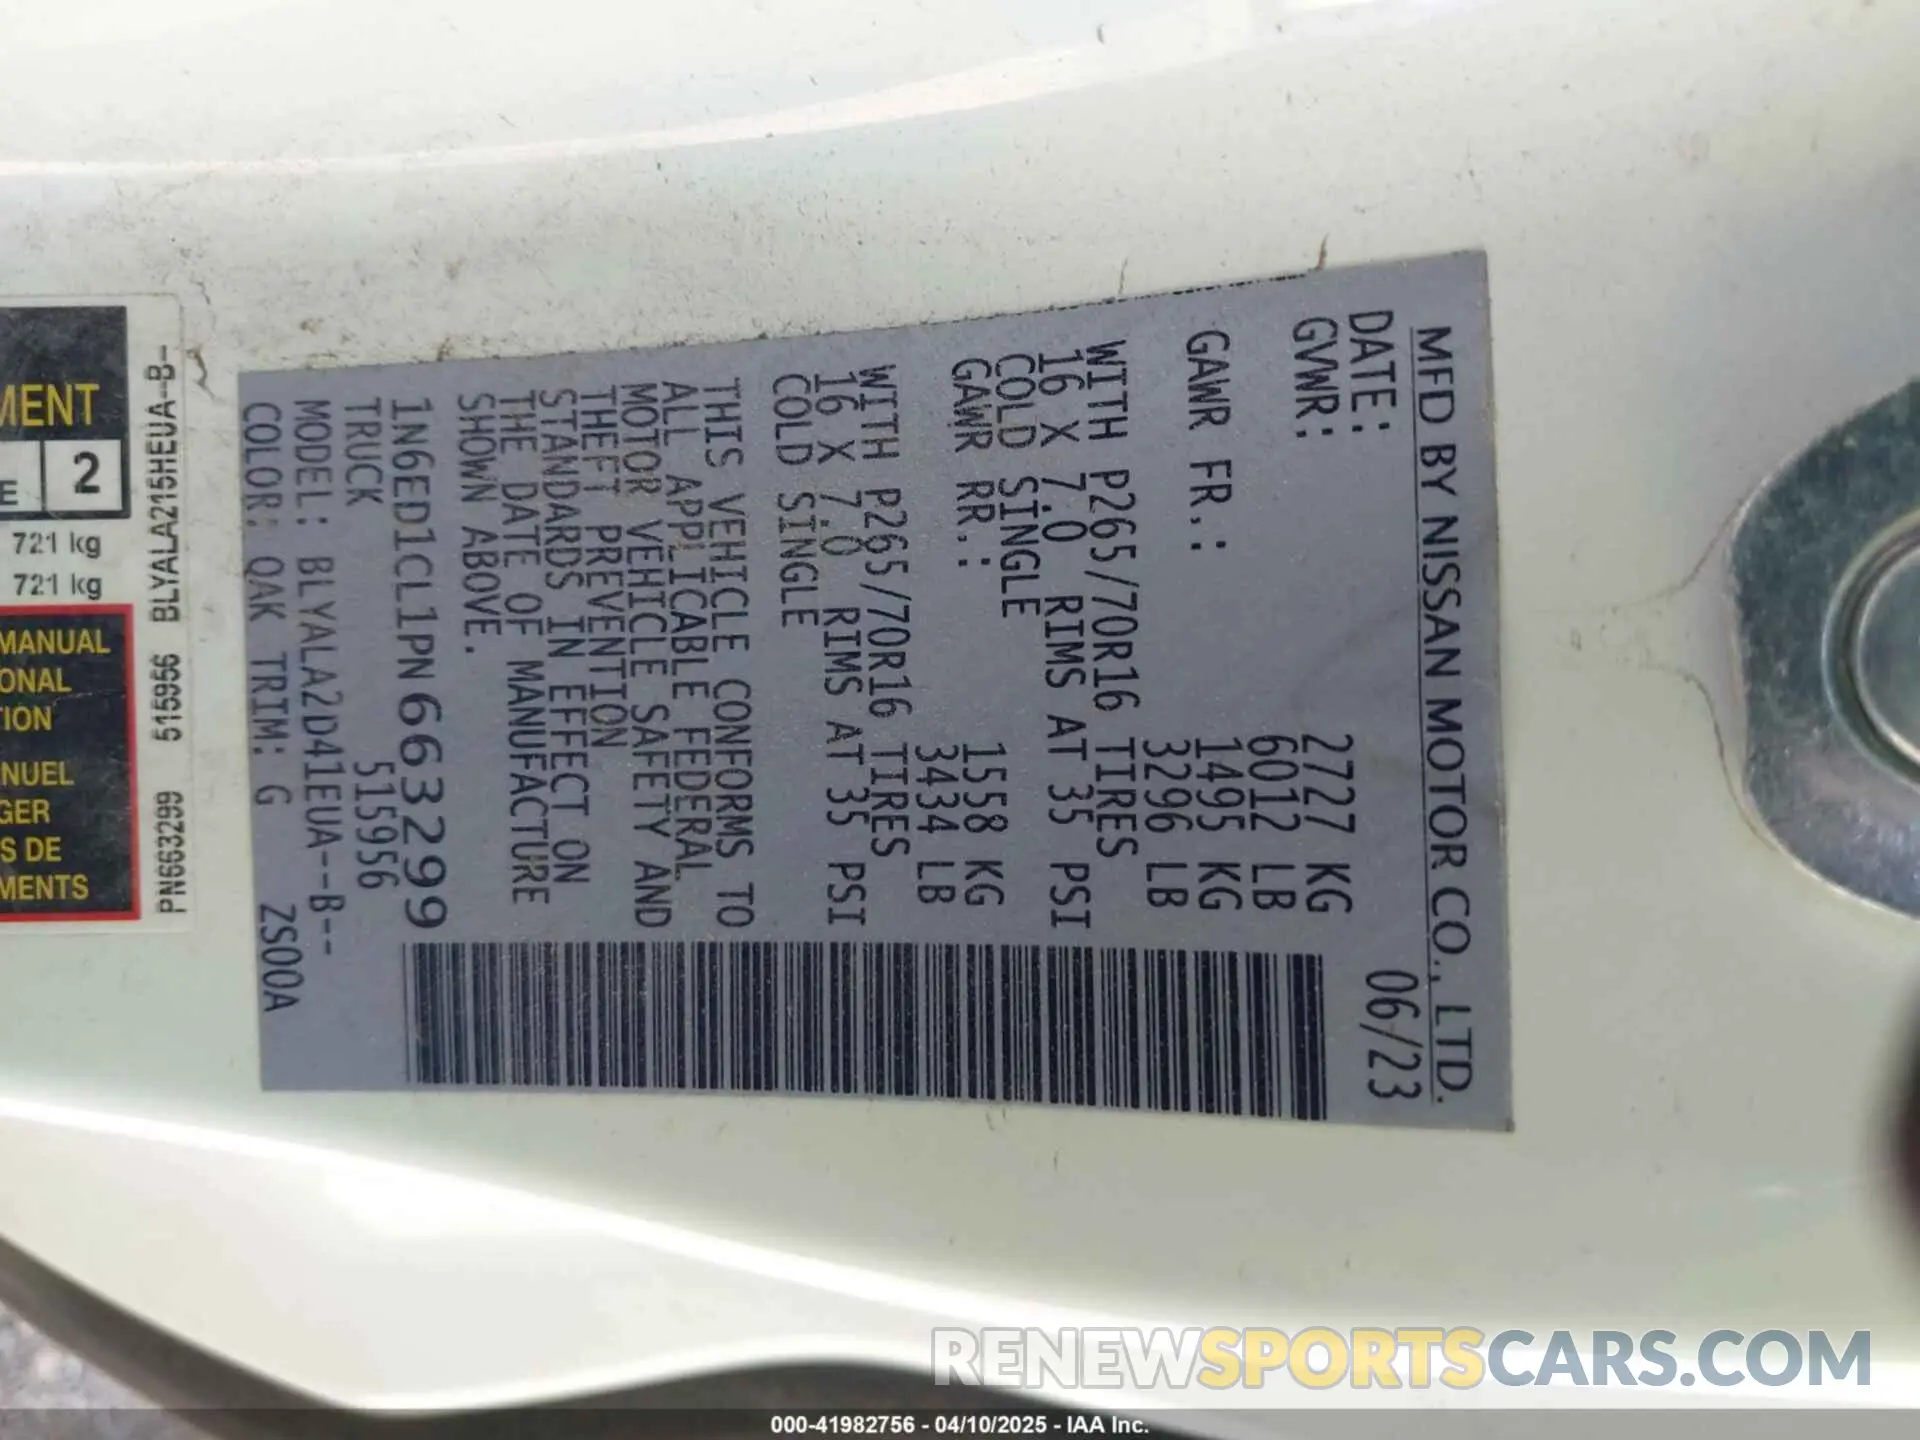 MFD BY NISSAN MOTOR CO., LTD.
DATE: 06/23
GVWR: 2727 KG
6012 LB
GAWR FR.: 1495 KG
3296 LB
WITH P265/70R16 TIRES
16 X 7.0 RIMS AT 35 PSI
COLD SINGLE
GAWR RR.: 1558 KG
3434 LB
WITH P265/70R16 TIRES
16 X 7.0 RIMS AT 35 PSI
COLD SINGLE
THIS VEHICLE CONFORMS TO
ALL APPLICABLE FEDERAL
MOTOR VEHICLE SAFETY AND
THEFT PREVENTION
STANDARDS IN EFFECT ON
THE DATE OF MANUFACTURE
SHOWN ABOVE.
1N6ED1CL1PN663299
TRUCK 515956
MODEL: BLYALA2D41EUA--B--
COLOR: QAK TRIM: G ZS00A
BLYALA215HEUA--B- 515956 PN663299
MENT
E 2
721 kg
721 kg
MANUAL
ONAL
TION
NUEL
GER
S DE
MENTS
RENEWSPORTSCARS.COM
000-41982756 - 04/10/2025 - IAA Inc.